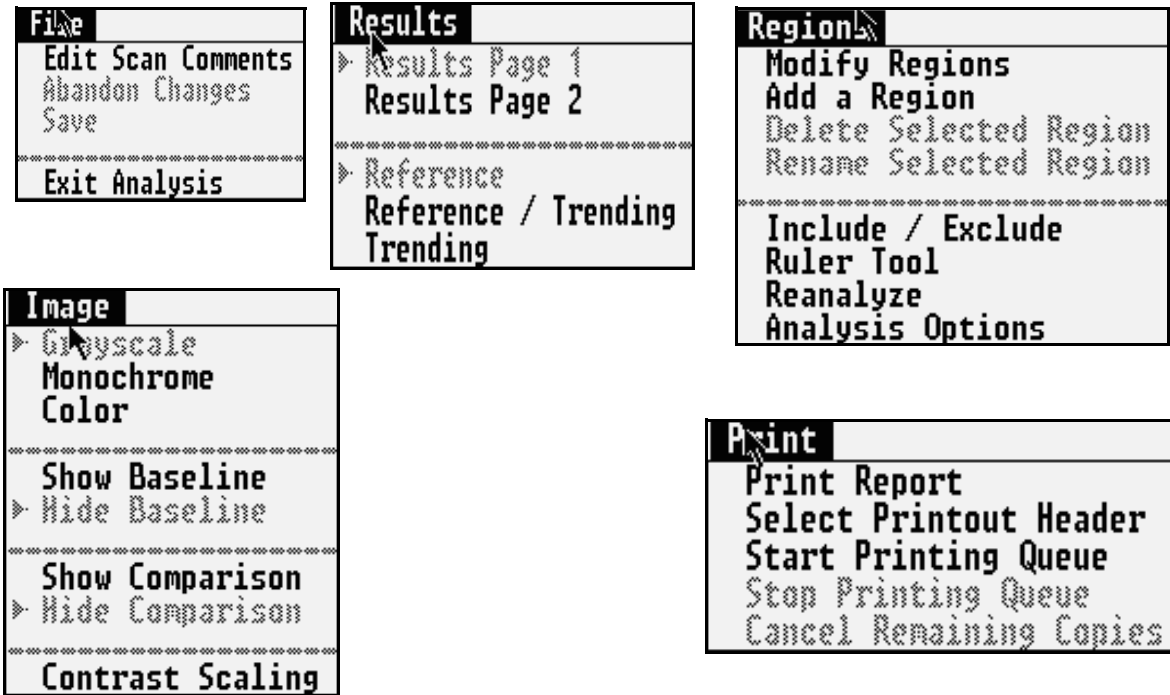 File
Edit Scan Comments
Abandon Changes
Save
Exit Analysis
Results
Results Page 1
Results Page 2
Reference
Reference / Trending
Trending
Regions
Modify Regions
Add a Region
Delete Selected Region
Rename Selected Region
Include / Exclude
Ruler Tool
Reanalyze
Analysis Options
Image
Grayscale
Monochrome
Color
Show Baseline
Hide Baseline
Show Comparison
Hide Comparison
Contrast Scaling
Print
Print Report
Select Printout Header
Start Printing Queue
Stop Printing Queue
Cancel Remaining Copies